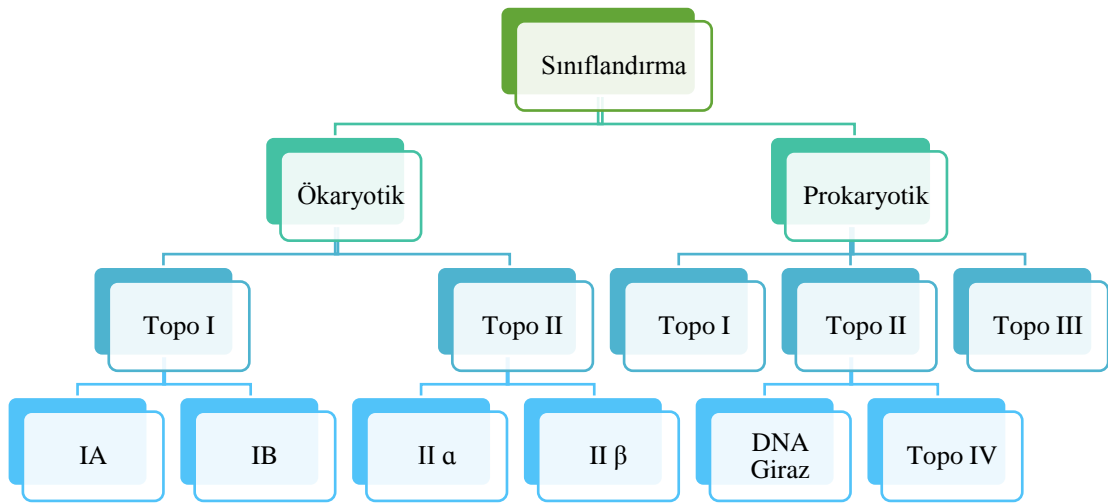 Sınıflandırma
Ökaryotik
Prokaryotik
Topo I
Topo II
Topo I
Topo II
Topo III
IA
IB
II α
II β
DNA
Giraz
Topo IV